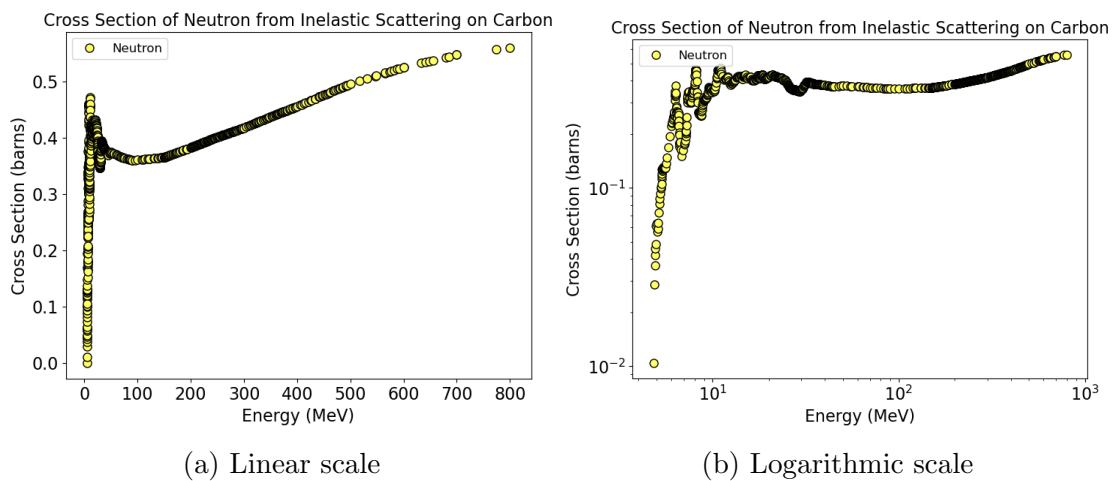 Cross Section of Neutron from Inelastic Scattering on Carbon
Neutron
0.5
0.4
0.3
0.2
0.1
0.0
Cross Section (barns)
0 100 200 300 400 500 600 700 800
Energy (MeV)
(a) Linear scale
Cross Section of Neutron from Inelastic Scattering on Carbon
Neutron
10⁻¹
10⁻²
Cross Section (barns)
10¹ 10² 10³
Energy (MeV)
(b) Logarithmic scale